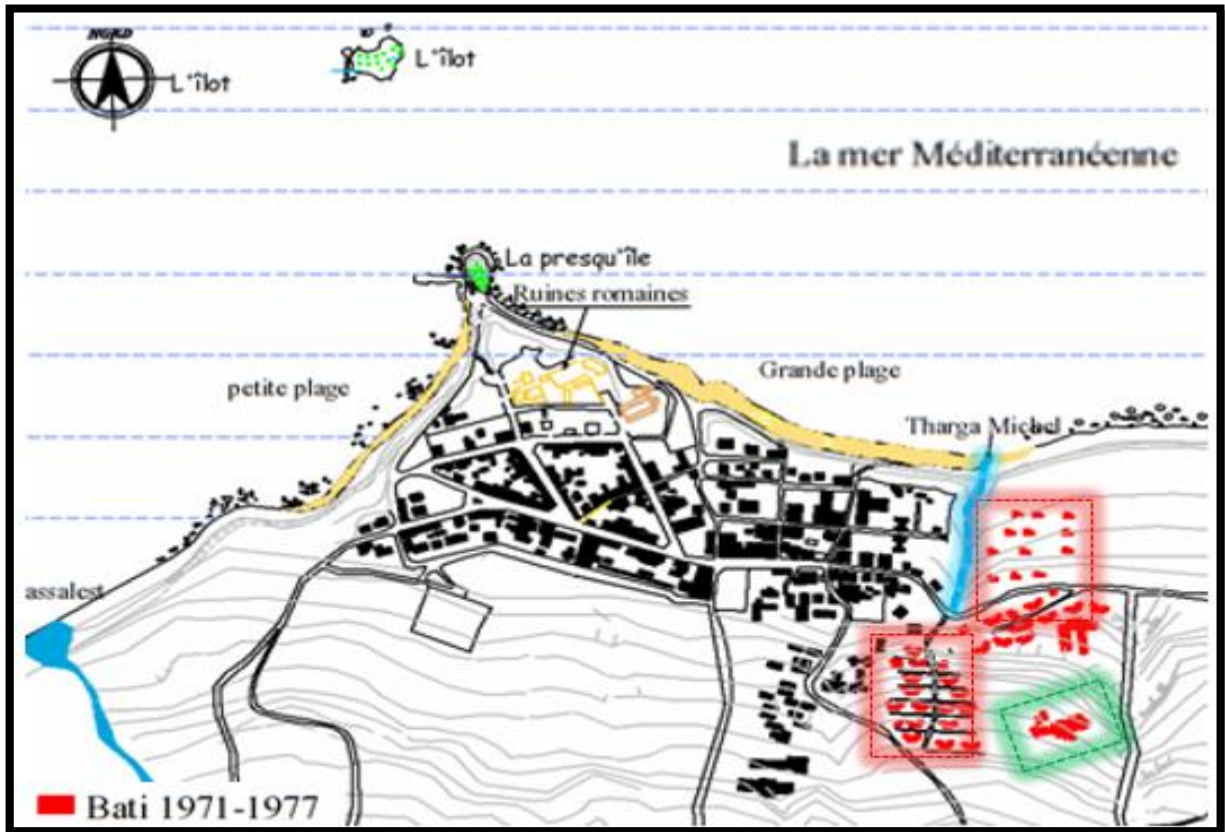 NORD
L'îlot
L'îlot
La mer Méditerranéenne
La presqu'île
Ruines romaines
petite plage
Grande plage
Tharga Michel
assalest
Bati 1971-1977